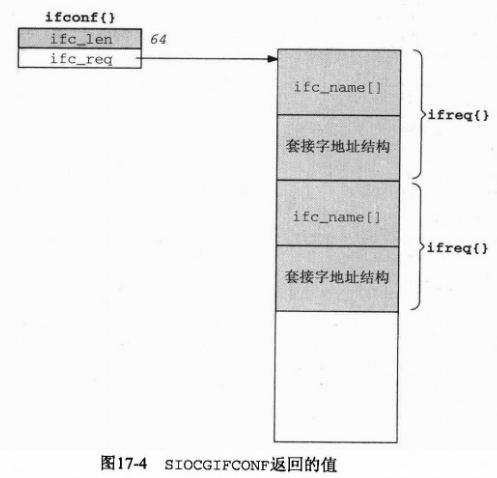 ifconf{}
ifc_len 64
ifc_req
ifc_name[]
ifreq{}
套接字地址结构
ifc_name[]
ifreq{}
套接字地址结构
图17-4 SIOCGIFCONF返回的值